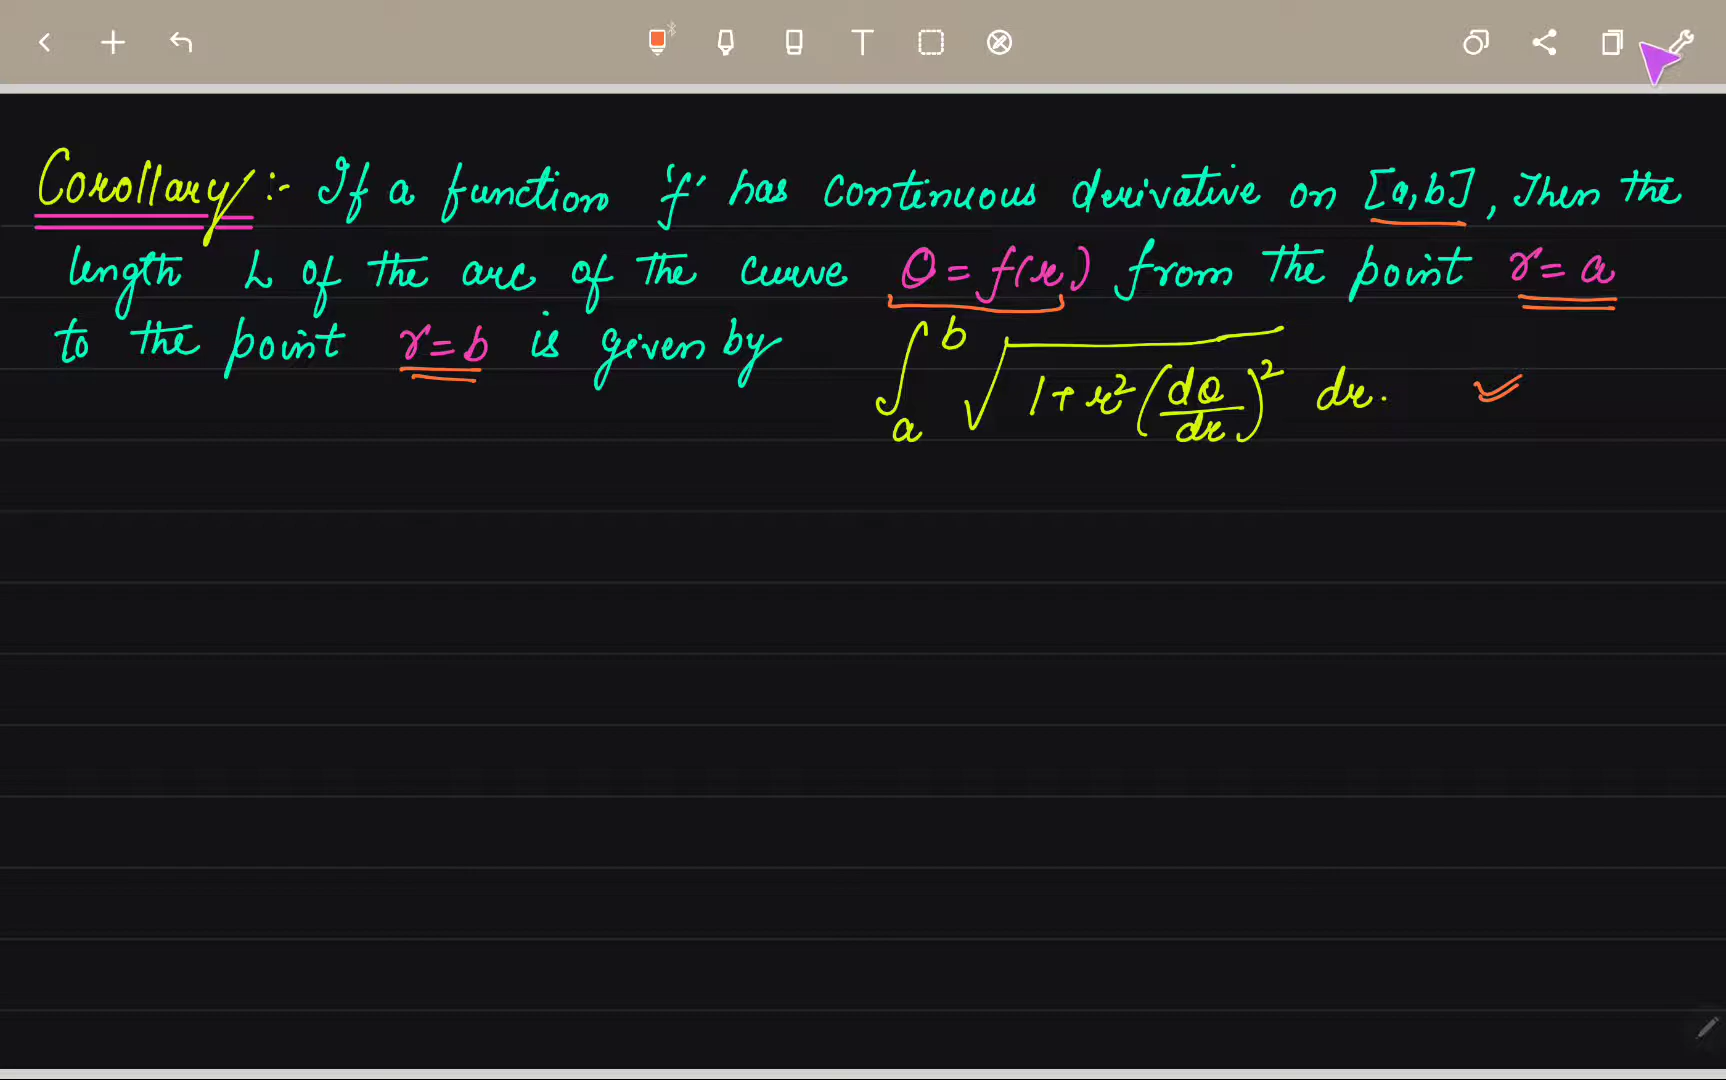 Corollary :- If a function 'f' has continuous derivative on [a,b], Then the
length L of the arc of the curve θ = f(r) from the point r = a
to the point r = b is given by ∫_a^b √(1 + r² (dθ/dr)²) dr.